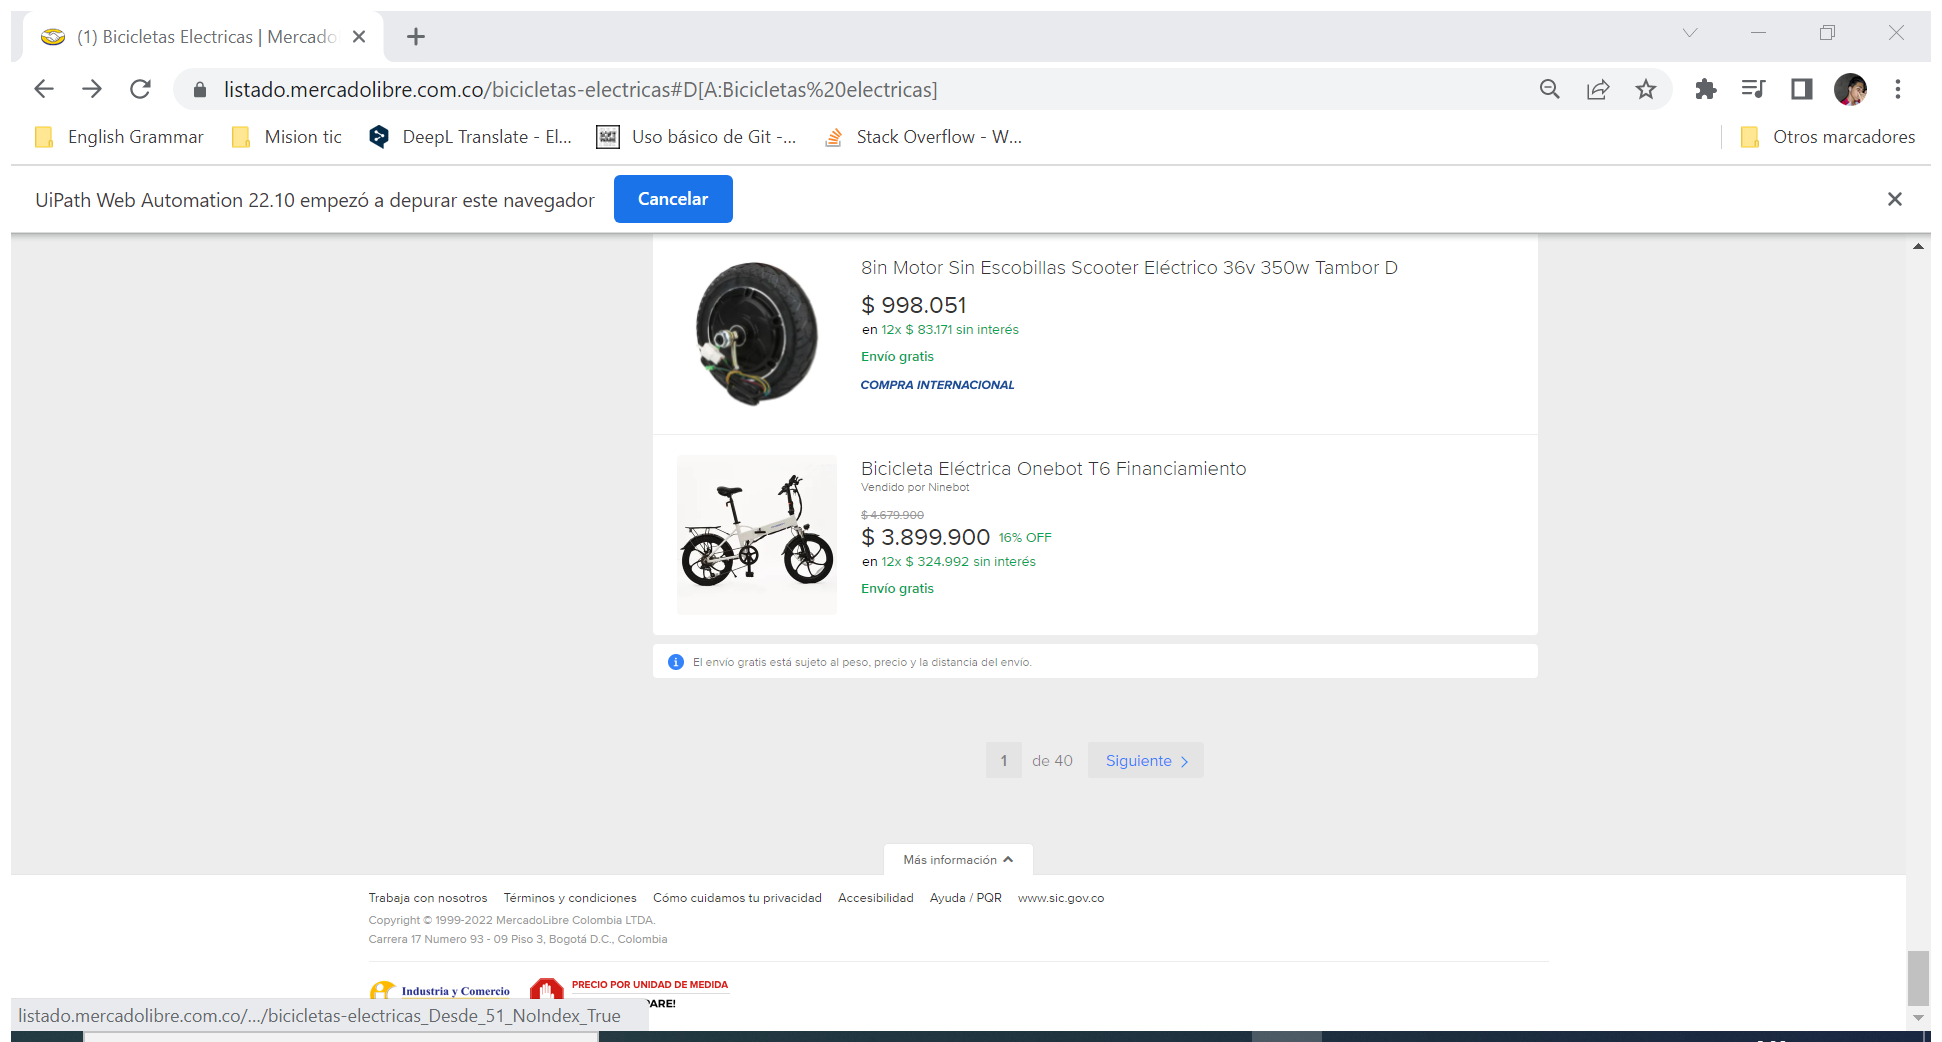 (1) Bicicletas Electricas | Mercado
listado.mercadolibre.com.co/bicicletas-electricas#D[A:Bicicletas%20electricas]
English Grammar
Mision tic
DeepL Translate - El...
Uso básico de Git -...
Stack Overflow - W...
Otros marcadores
UiPath Web Automation 22.10 empezó a depurar este navegador
Cancelar
8in Motor Sin Escobillas Scooter Eléctrico 36v 350w Tambor D
$ 998.051
en 12x $ 83.171 sin interés
Envío gratis
COMPRA INTERNACIONAL
Bicicleta Eléctrica Onebot T6 Financiamiento
Vendido por Ninebot
$ 4.679.900
$ 3.899.900 16% OFF
en 12x $ 324.992 sin interés
Envío gratis
El envío gratis está sujeto al peso, precio y la distancia del envío.
1 de 40 Siguiente
Más información
Trabaja con nosotros Términos y condiciones Cómo cuidamos tu privacidad Accesibilidad Ayuda / PQR www.sic.gov.co
Copyright © 1999-2022 MercadoLibre Colombia LTDA.
Carrera 17 Numero 93 - 09 Piso 3, Bogotá D.C., Colombia
Industria y Comercio
PRECIO POR UNIDAD DE MEDIDA
PARE!
listado.mercadolibre.com.co/.../bicicletas-electricas_Desde_51_NoIndex_True